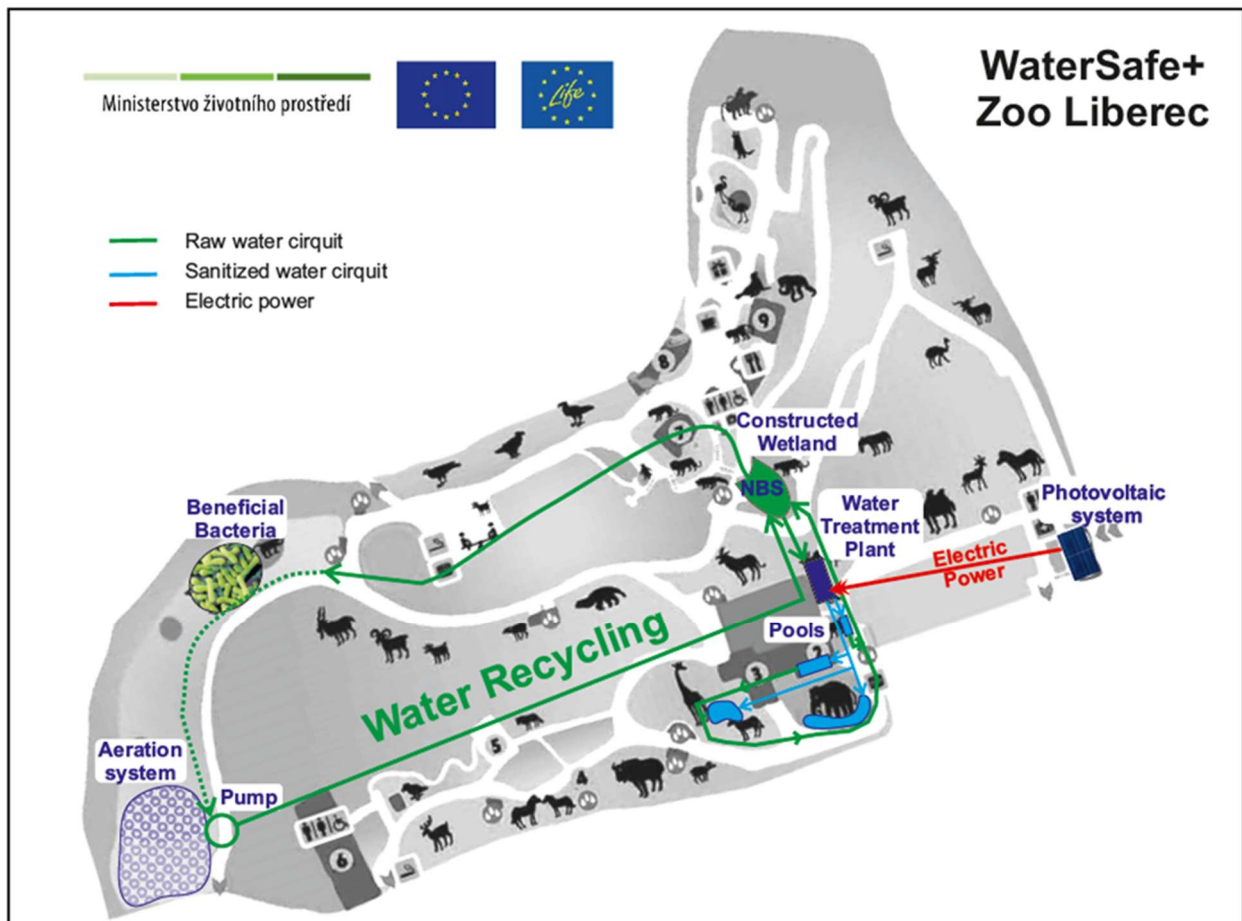 Ministerstvo životního prostředí
Life
WaterSafe+
Zoo Liberec
Raw water cirquit
Sanitized water cirquit
Electric power
9
8
7
Constructed
Wetland
NBS
Beneficial
Bacteria
Water
Treatment
Plant
Photovoltaic
system
Electric
Power
Pools
2
3
Water Recycling
Aeration
system
Pump
5
4
6